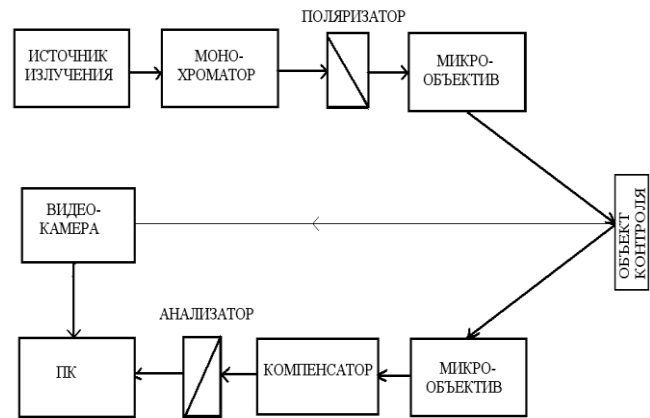 ПОЛЯРИЗАТОР
ИСТОЧНИК
ИЗЛУЧЕНИЯ
МОНО-
ХРОМАТОР
МИКРО-
ОБЪЕКТИВ
ВИДЕО-
КАМЕРА
ОБЪЕКТ
КОНТРОЛЯ
АНАЛИЗАТОР
ПК
КОМПЕНСАТОР
МИКРО-
ОБЪЕКТИВ